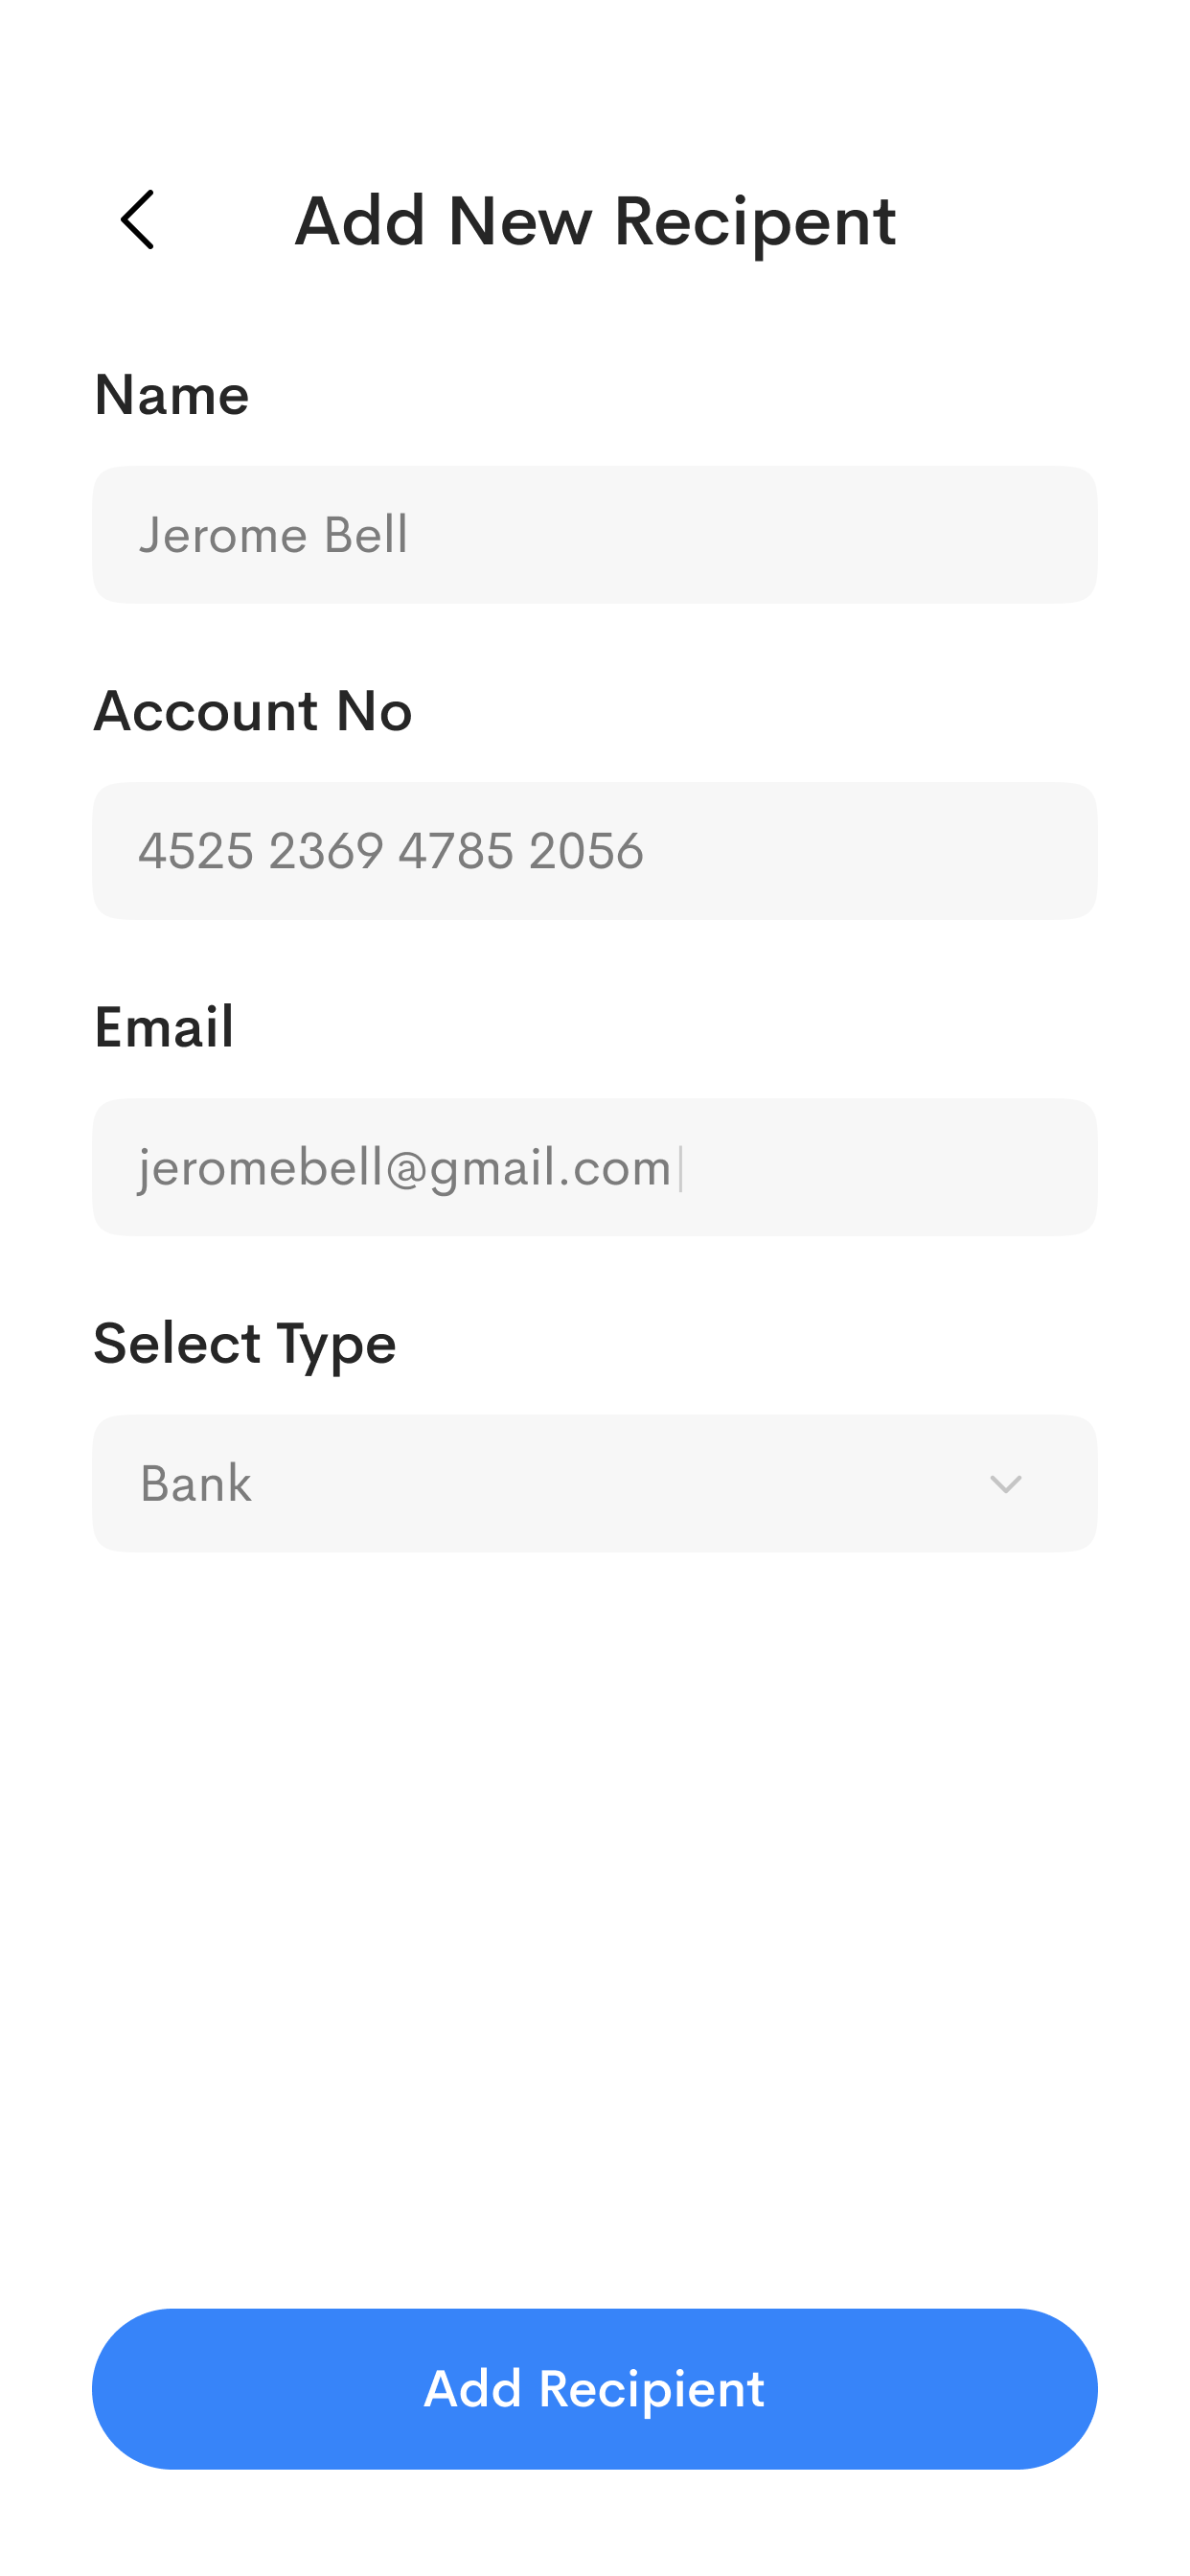 Add New Recipent
Name
Jerome Bell
Account No
4525 2369 4785 2056
Email
jeromebell@gmail.com
Select Type
Bank
Add Recipient